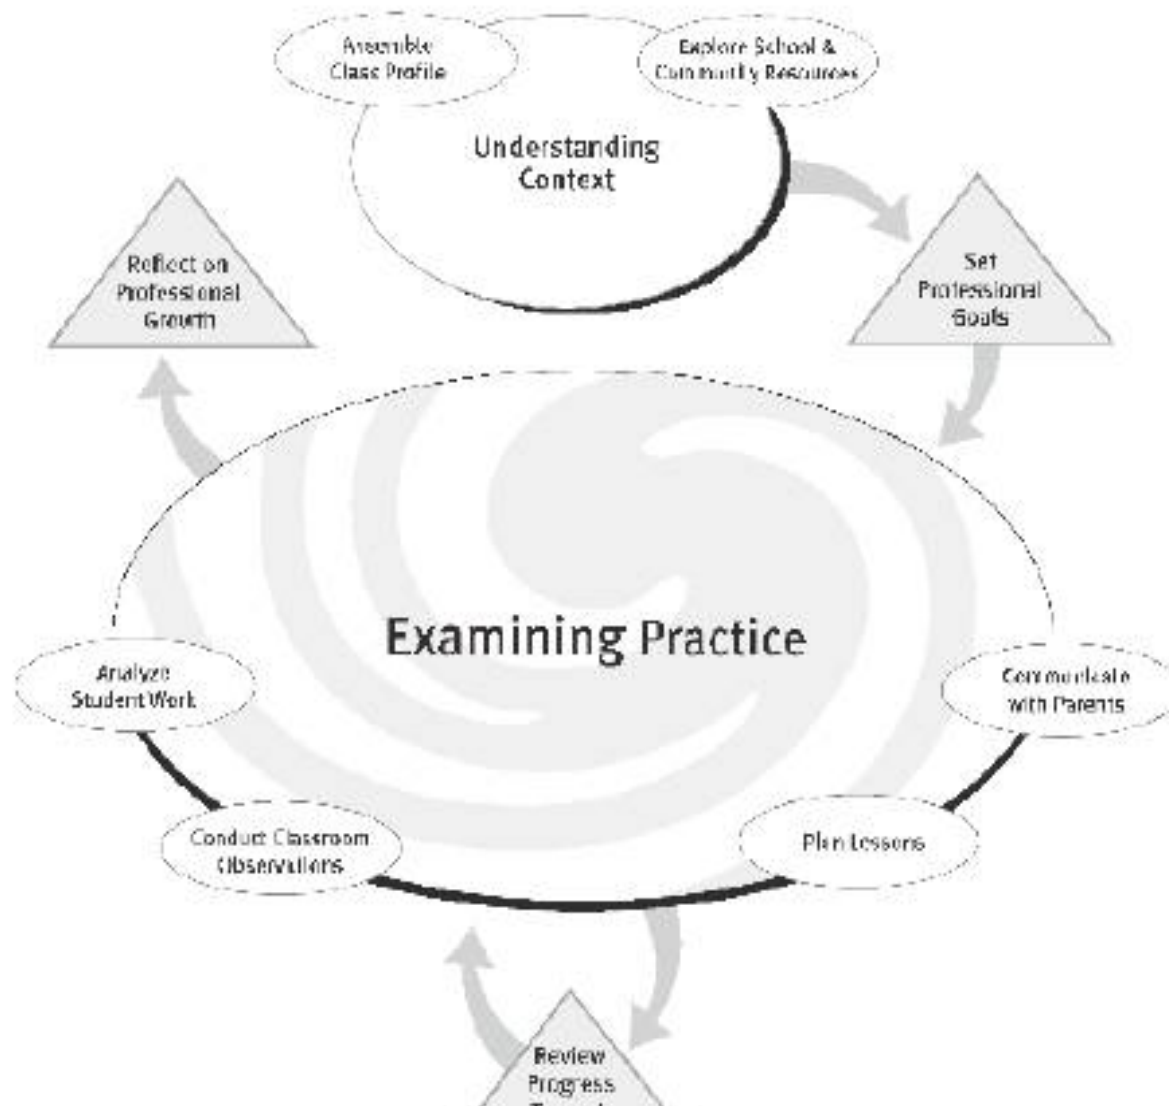 Assemble
Class Profile
Explore School &
Community Resources
Understanding
Context
Reflect on
Professional
Growth
Set
Professional
Goals
Examining Practice
Analyze
Student Work
Communicate
with Parents
Conduct Classroom
Observations
Plan Lessons
Review
Progress